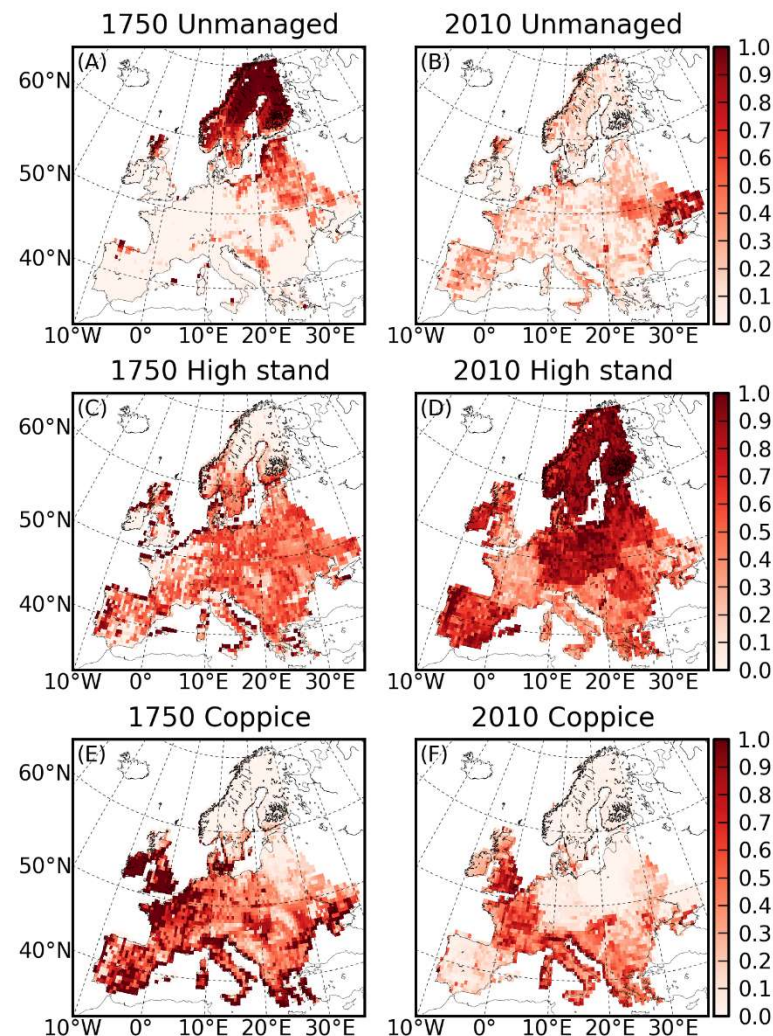 1750 Unmanaged
2010 Unmanaged
(A)
(B)
60°N
50°N
40°N
10°W 0° 10°E 20°E 30°E
10°W 0° 10°E 20°E 30°E
1.0
0.9
0.8
0.7
0.6
0.5
0.4
0.3
0.2
0.1
0.0
1750 High stand
2010 High stand
(C)
(D)
60°N
50°N
40°N
10°W 0° 10°E 20°E 30°E
10°W 0° 10°E 20°E 30°E
1.0
0.9
0.8
0.7
0.6
0.5
0.4
0.3
0.2
0.1
0.0
1750 Coppice
2010 Coppice
(E)
(F)
60°N
50°N
40°N
10°W 0° 10°E 20°E 30°E
10°W 0° 10°E 20°E 30°E
1.0
0.9
0.8
0.7
0.6
0.5
0.4
0.3
0.2
0.1
0.0